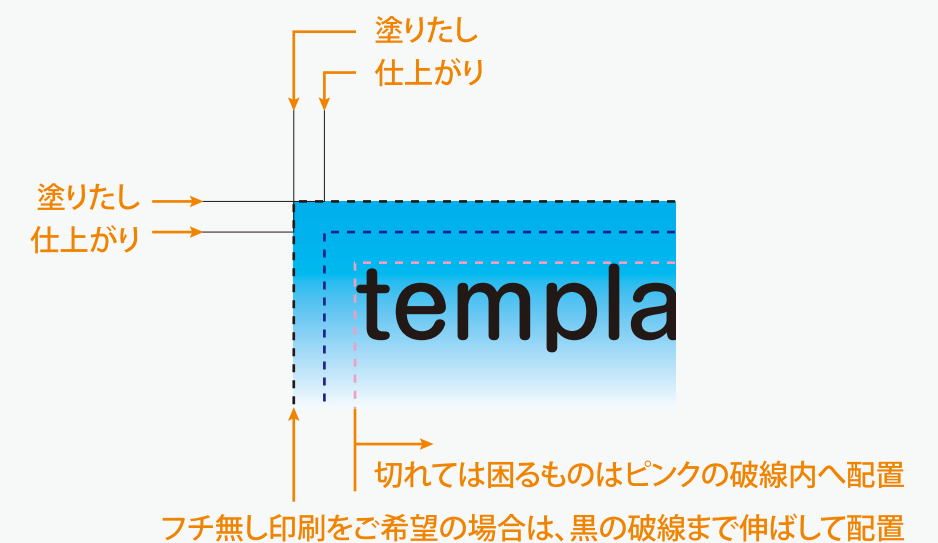 塗りたし
仕上がり
塗りたし
仕上がり
templa
切れては困るものはピンクの破線内へ配置
フチ無し印刷をご希望の場合は、黒の破線まで伸ばして配置